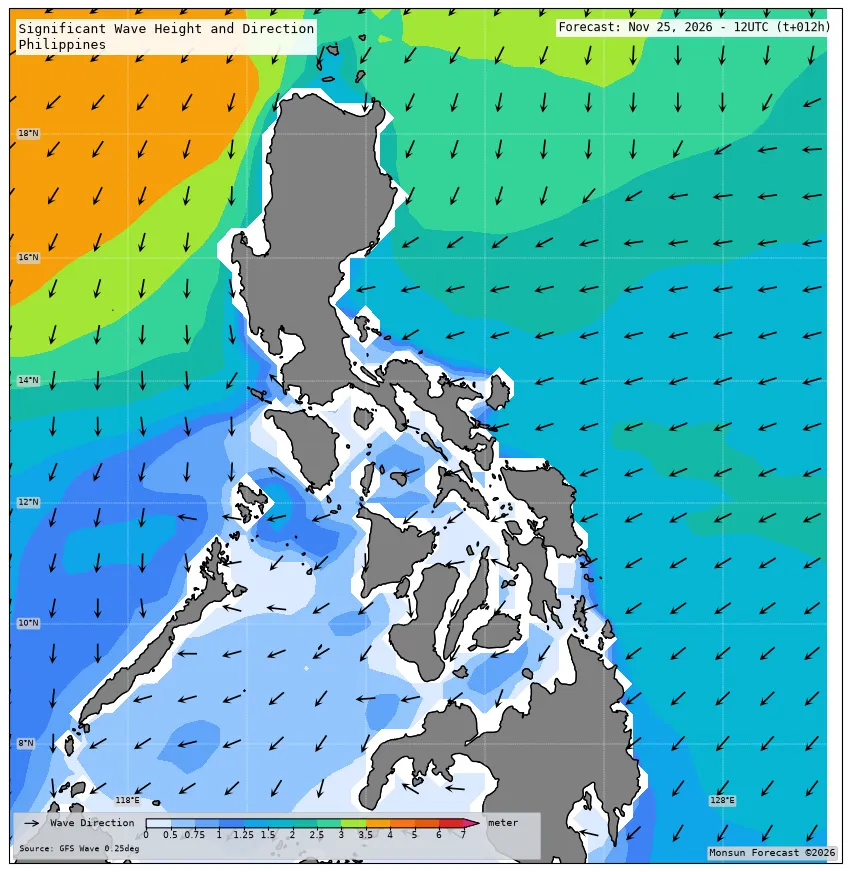 Significant Wave Height and Direction
Philippines
Forecast: Nov 25, 2026 - 12UTC (t+012h)
18°N
16°N
14°N
12°N
10°N
8°N
118°E
128°E
Wave Direction
0 0.5 0.75 1 1.25 1.5 2 2.5 3 3.5 4 5 6 7 meter
Source: GFS Wave 0.25deg
Monsun Forecast ©2026